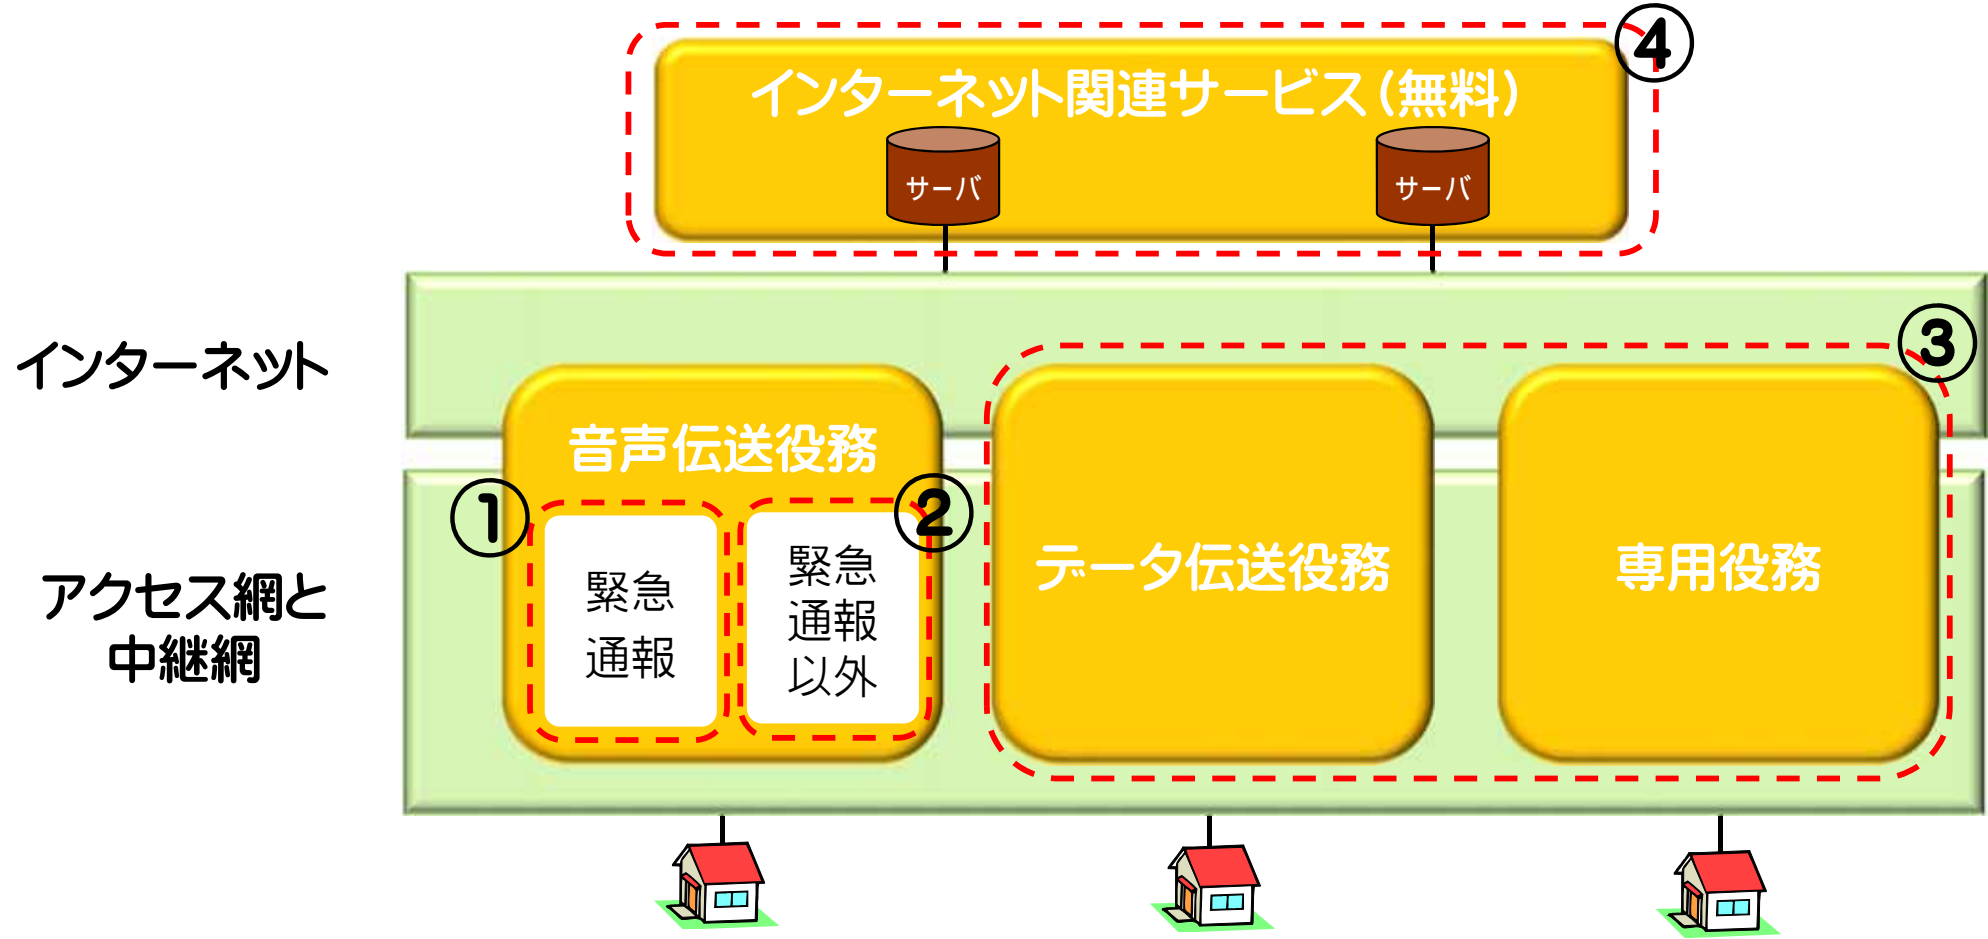 ④
インターネット関連サービス(無料)
サーバ
サーバ
インターネット
③
音声伝送役務
①
②
緊急
通報
緊急
通報
以外
データ伝送役務
専用役務
アクセス網と
中継網